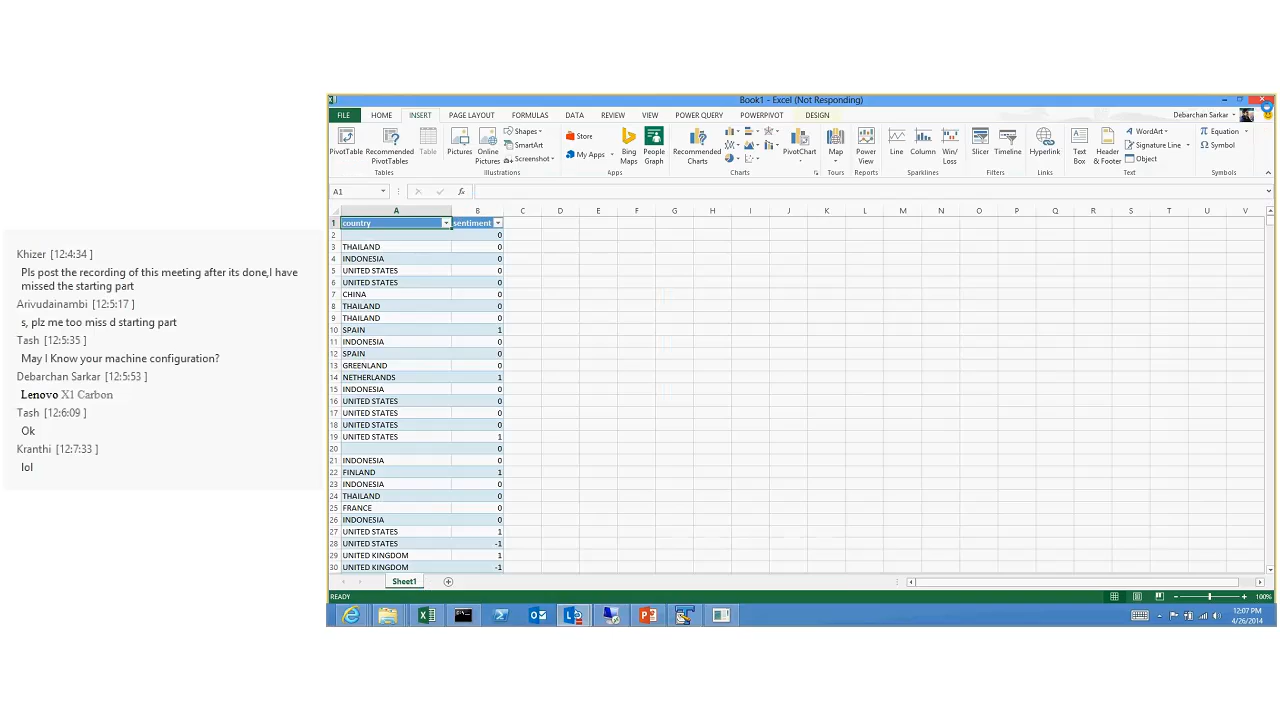 Khizer [12:4:34 ]
Pls post the recording of this meeting after its done,I have
missed the starting part
Arivudainambi [12:5:17 ]
s, plz me too miss d starting part
Tash [12:5:35 ]
May I Know your machine configuration?
Debarchan Sarkar [12:5:53 ]
Lenovo X1 Carbon
Tash [12:6:09 ]
Ok
Kranthi [12:7:33 ]
lol
Book1 - Excel (Not Responding)
FILE HOME INSERT PAGE LAYOUT FORMULAS DATA REVIEW VIEW POWER QUERY POWERPIVOT DESIGN Debarchan Sarkar
PivotTable Recommended PivotTables Table
Pictures Online Pictures Shapes SmartArt Screenshot
Store My Apps Bing Maps People Graph
Recommended Charts PivotChart Map Power View
Line Column Win/Loss Slicer Timeline Hyperlink
Text Box Header & Footer WordArt Signature Line Object Equation Symbol
Tables Illustrations Apps Charts Tours Reports Sparklines Filters Links Text Symbols
A1 fx
A B C D E F G H I J K L M N O P Q R S T U V
1 country sentiment
2 0
3 THAILAND 0
4 INDONESIA 0
5 UNITED STATES 0
6 UNITED STATES 0
7 CHINA 0
8 THAILAND 0
9 THAILAND 0
10 SPAIN 1
11 INDONESIA 0
12 SPAIN 0
13 GREENLAND 0
14 NETHERLANDS 1
15 INDONESIA 0
16 UNITED STATES 0
17 UNITED STATES 0
18 UNITED STATES 0
19 UNITED STATES 1
20 0
21 INDONESIA 0
22 FINLAND 1
23 INDONESIA 0
24 THAILAND 0
25 FRANCE 0
26 INDONESIA 0
27 UNITED STATES 1
28 UNITED STATES -1
29 UNITED KINGDOM 1
30 UNITED KINGDOM -1
Sheet1
READY 100%
12:07 PM
4/26/2014